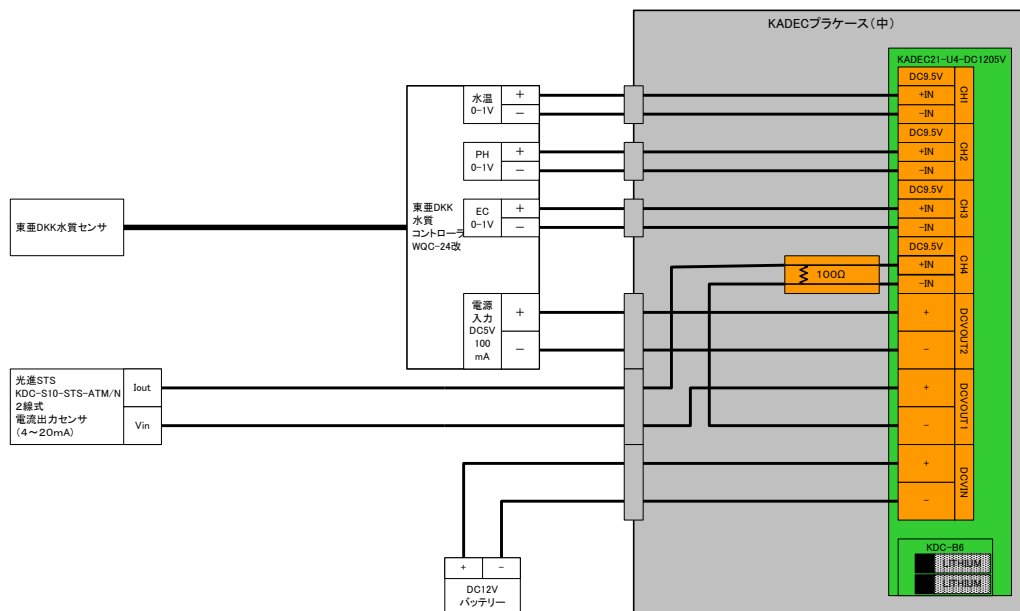 KADECプラケース(中)
KADEC21-U4-DC1205V
東亜DKK水質センサ
東亜DKK
水質
コントローラ
WQC-24改
水温
0-1V
+
−
PH
0-1V
+
−
EC
0-1V
+
−
電源
入力
DC5V
100
mA
+
−
光進STS
KDC-S10-STS-ATM/N
2線式
電流出力センサ
(4~20mA)
Iout
Vin
+
-
DC12V
バッテリー
100Ω
DC9.5V
+IN
-IN
CH1
DC9.5V
+IN
-IN
CH2
DC9.5V
+IN
-IN
CH3
DC9.5V
+IN
-IN
CH4
+
-
DCVOUT2
+
-
DCVOUT1
+
-
DCVIN
KDC-B6
LITHIUM
LITHIUM